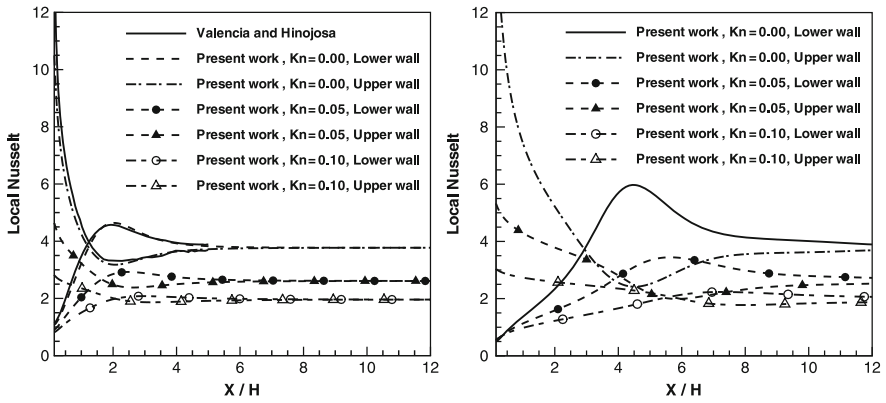 12
10
8
6
4
2
0
Local Nusselt
Valencia and Hinojosa
Present work , Kn=0.00, Lower wall
Present work , Kn=0.00, Upper wall
Present work , Kn=0.05, Lower wall
Present work , Kn=0.05, Upper wall
Present work , Kn=0.10, Lower wall
Present work , Kn=0.10, Upper wall
2 4 6 8 10 12
X / H
12
10
8
6
4
2
0
Local Nusselt
Present work , Kn=0.00, Lower wall
Present work , Kn=0.00, Upper wall
Present work , Kn=0.05, Lower wall
Present work , Kn=0.05, Upper wall
Present work , Kn=0.10, Lower wall
Present work , Kn=0.10, Upper wall
2 4 6 8 10 12
X / H